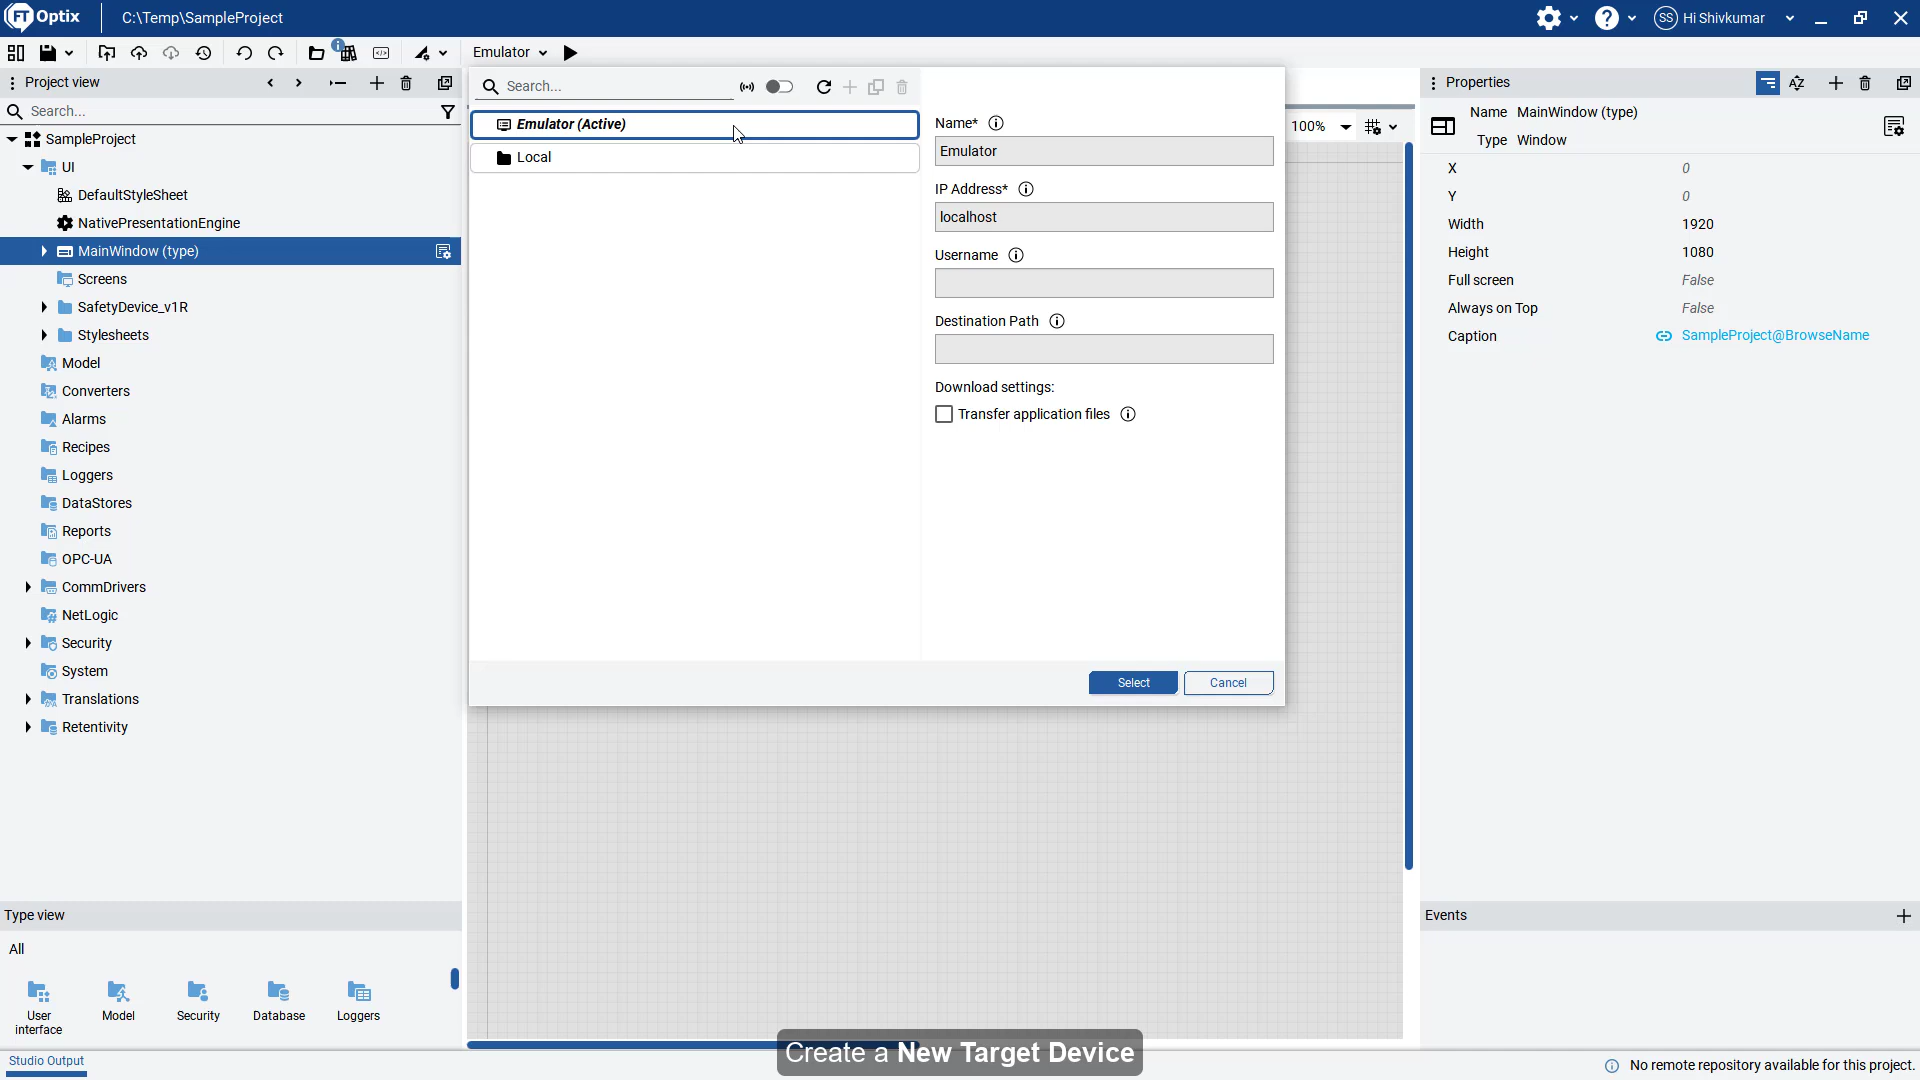 FT Optix C:\Temp\SampleProject SS Hi Shivkumar
Emulator
Project view
Search...
SampleProject
UI
DefaultStyleSheet
NativePresentationEngine
MainWindow (type)
Screens
SafetyDevice_v1R
Stylesheets
Model
Converters
Alarms
Recipes
Loggers
DataStores
Reports
OPC-UA
CommDrivers
NetLogic
Security
System
Translations
Retentivity
Type view
All
User interface
Model
Security
Database
Loggers
Studio Output
Search...
Emulator (Active)
Local
Name*
Emulator
IP Address*
localhost
Username
Destination Path
Download settings:
Transfer application files
Select Cancel
100%
Create a New Target Device
Properties
Name MainWindow (type)
Type Window
X 0
Y 0
Width 1920
Height 1080
Full screen False
Always on Top False
Caption SampleProject@BrowseName
Events
No remote repository available for this project.